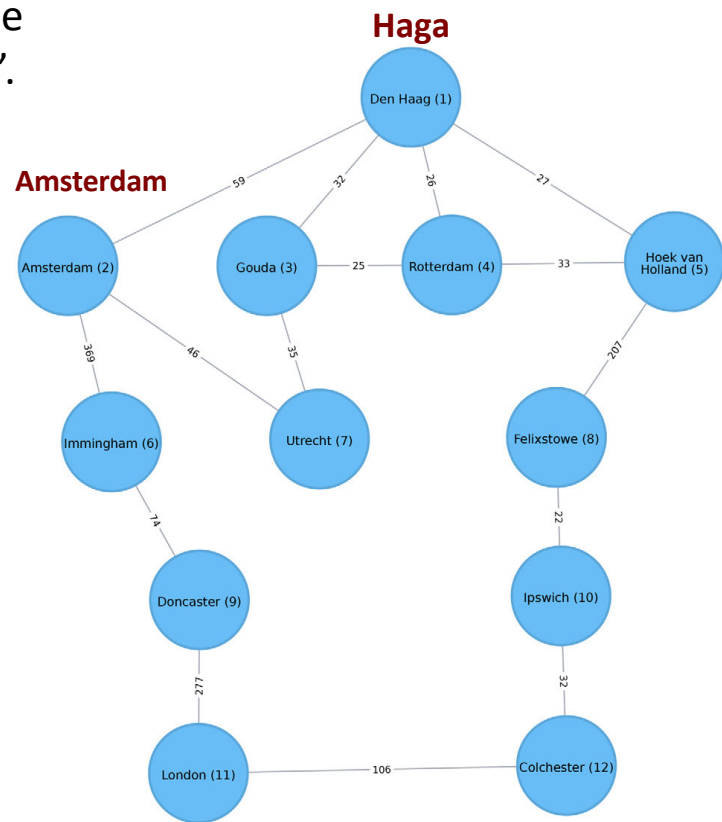 e
”.
Haga
Den Haag (1)
Amsterdam
59
32
26
27
Amsterdam (2)
Gouda (3)
25
Rotterdam (4)
33
Hoek van
Holland (5)
369
46
35
207
Immingham (6)
Utrecht (7)
Felixstowe (8)
74
22
Doncaster (9)
Ipswich (10)
277
32
London (11)
106
Colchester (12)